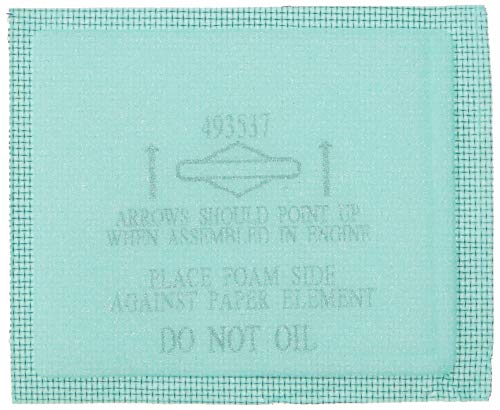 493537
ARROWS SHOULD POINT UP
WHEN ASSEMBLED IN ENGINE
PLACE FOAM SIDE
AGAINST PAPER ELEMENT
DO NOT OIL